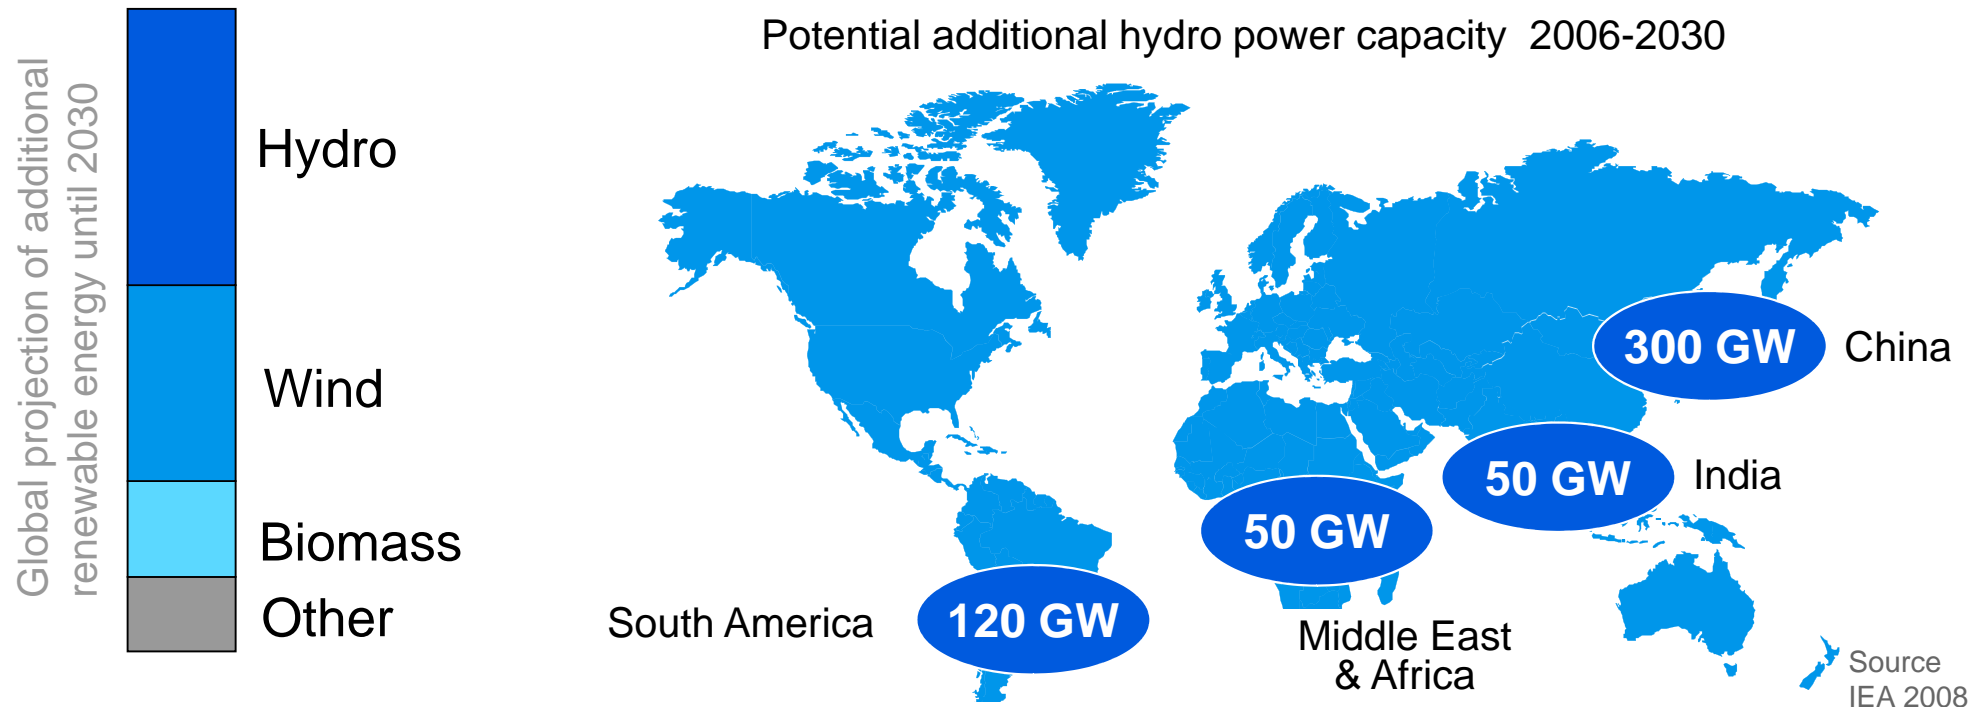 Global projection of additional
renewable energy until 2030
Hydro
Wind
Biomass
Other
Potential additional hydro power capacity 2006-2030
300 GW
China
50 GW
India
50 GW
Middle East
& Africa
South America
120 GW
Source
IEA 2008